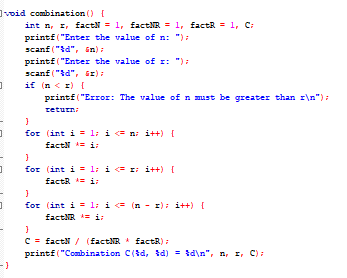 void combination() {
int n, r, factN = 1, factNR = 1, factR = 1, C;
printf("Enter the value of n: ");
scanf("%d", &n);
printf("Enter the value of r: ");
scanf("%d", &r);
if (n < r) {
printf("Error: The value of n must be greater than r\n");
return;
}
for (int i = 1; i <= n; i++) {
factN *= i;
}
for (int i = 1; i <= r; i++) {
factR *= i;
}
for (int i = 1; i <= (n - r); i++) {
factNR *= i;
}
C = factN / (factNR * factR);
printf("Combination C(%d, %d) = %d\n", n, r, C);
}